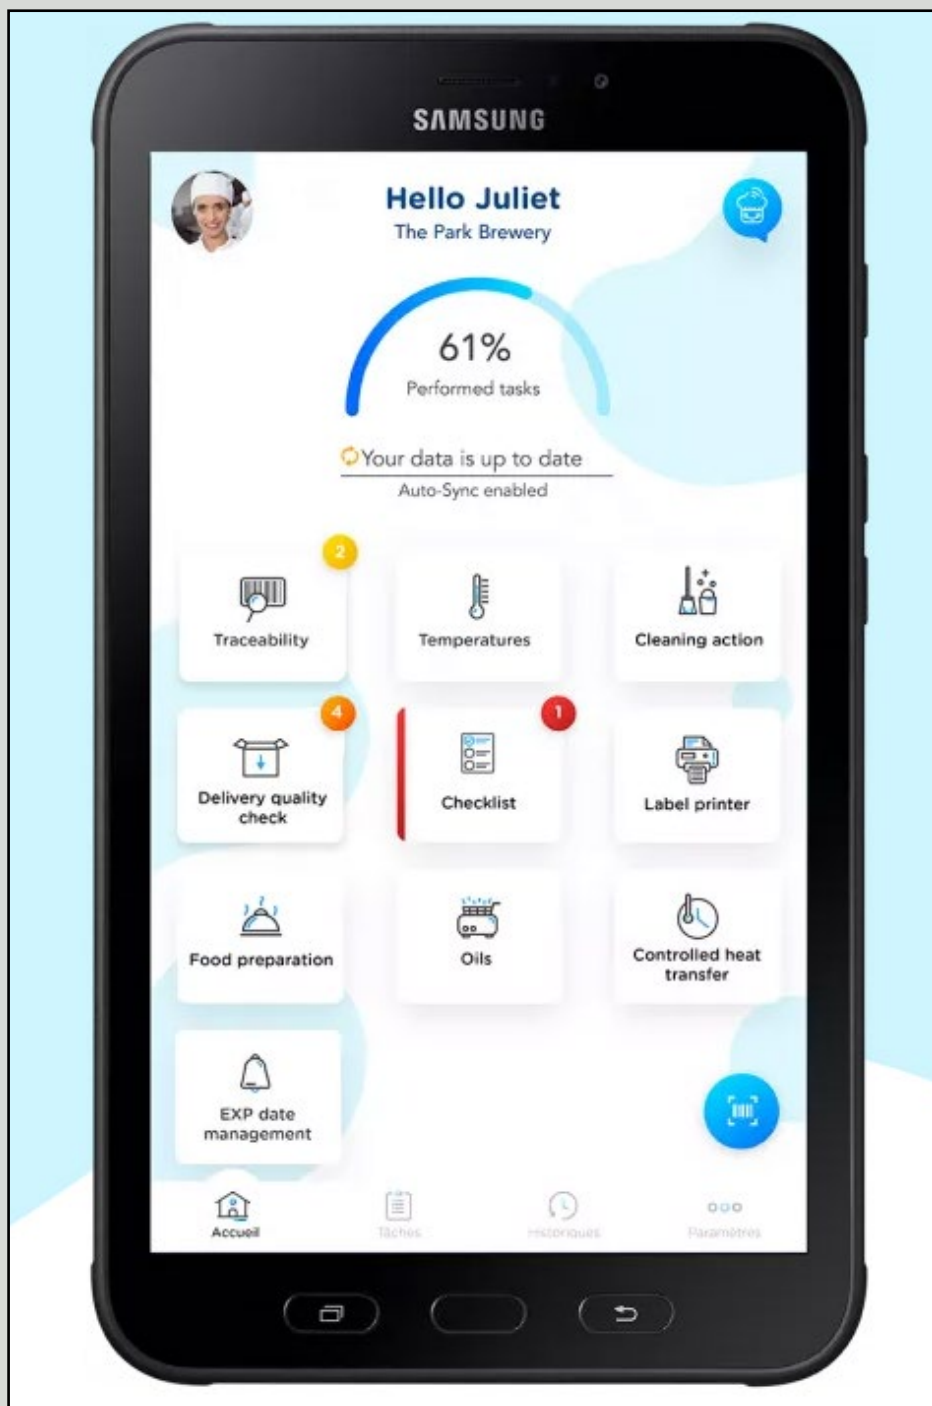 SAMSUNG
Hello Juliet
The Park Brewery
61%
Performed tasks
Your data is up to date
Auto-Sync enabled
2
Traceability
Temperatures
Cleaning action
4
Delivery quality
check
1
Checklist
Label printer
Food preparation
Oils
Controlled heat
transfer
EXP date
management
Accueil
Tâches
Historiques
Paramètres